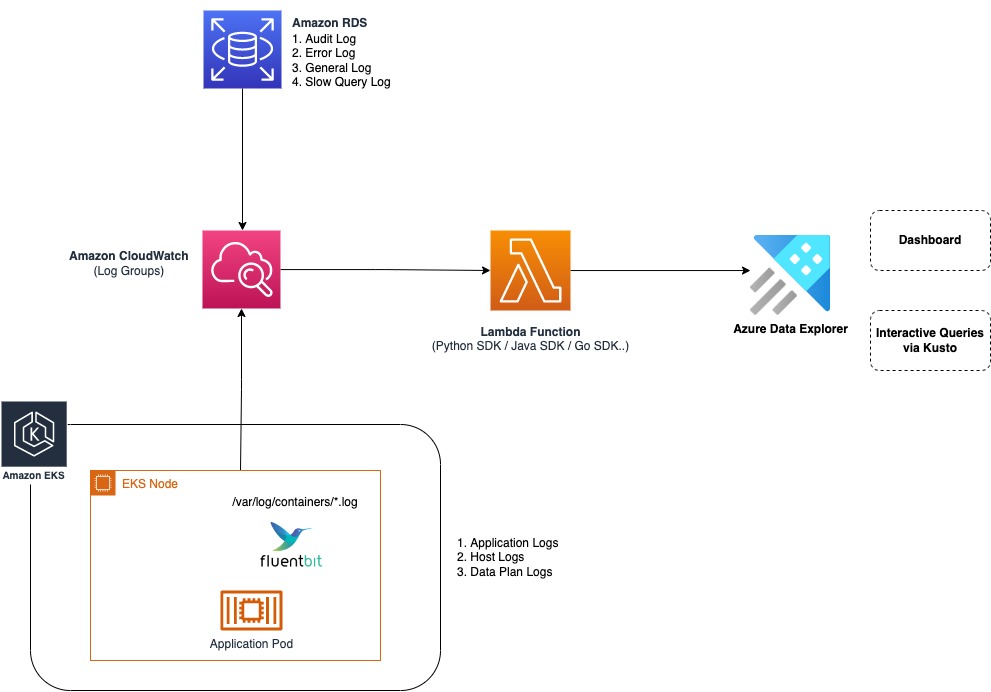 Amazon RDS
1. Audit Log
2. Error Log
3. General Log
4. Slow Query Log
Amazon CloudWatch
(Log Groups)
Lambda Function
(Python SDK / Java SDK / Go SDK..)
Azure Data Explorer
Dashboard
Interactive Queries
via Kusto
K
Amazon EKS
EKS Node
/var/log/containers/*.log
fluentbit
Application Pod
1. Application Logs
2. Host Logs
3. Data Plan Logs